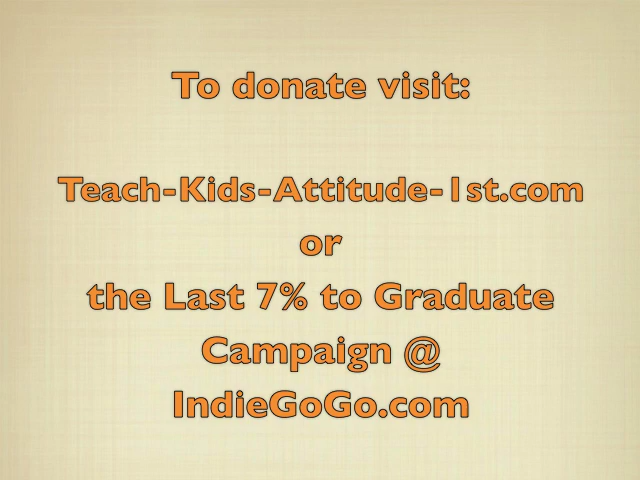 To donate visit:
Teach-Kids-Attitude-1st.com
or
the Last 7% to Graduate
Campaign @
IndieGoGo.com